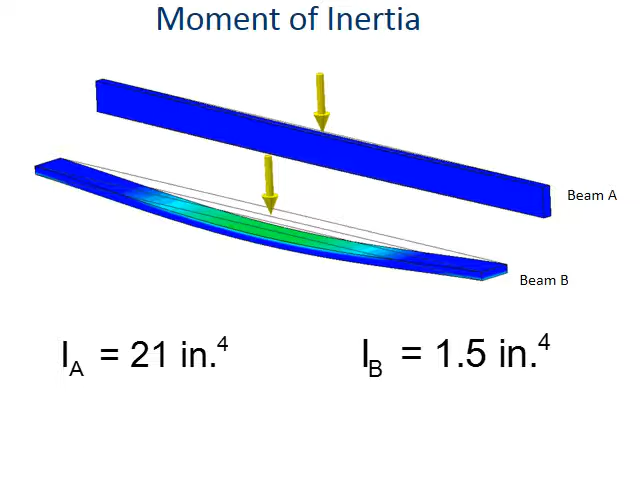 Moment of Inertia
Beam A
Beam B
I_A = 21 in.^4
I_B = 1.5 in.^4